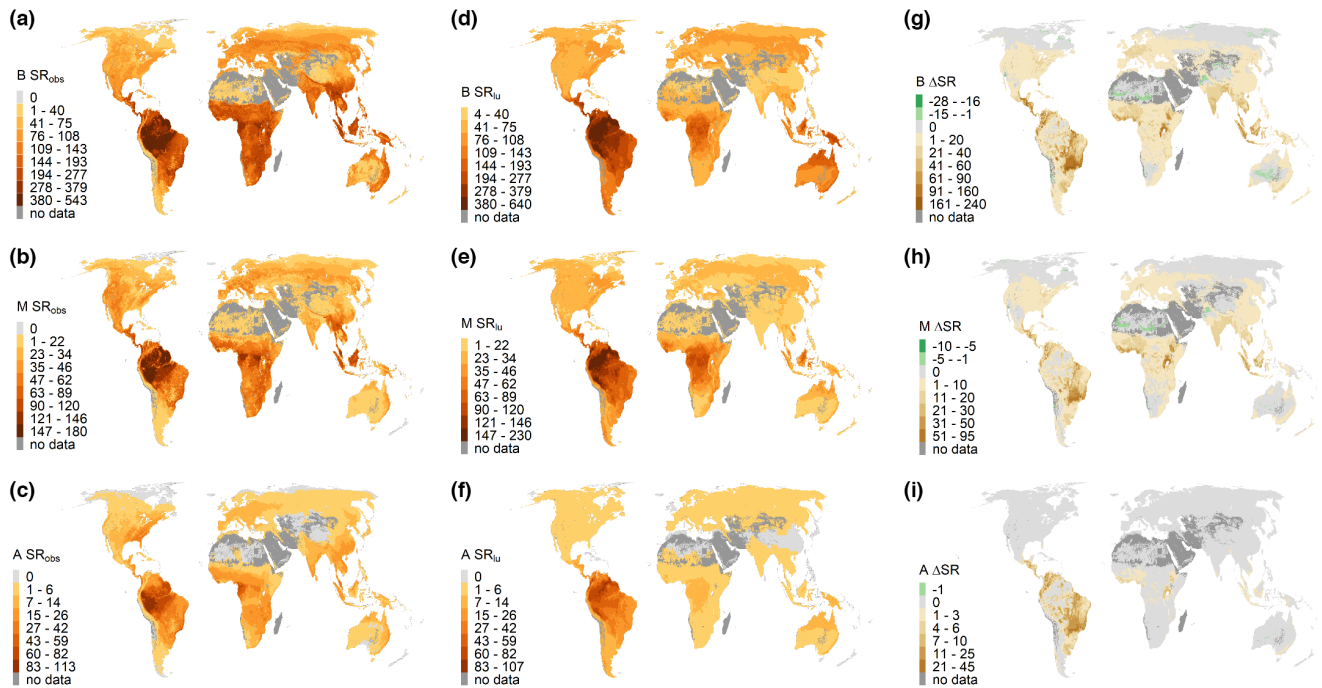 (a)
B SRobs
0
1 - 40
41 - 75
76 - 108
109 - 143
144 - 193
194 - 277
278 - 379
380 - 543
no data
(d)
B SRlu
4 - 40
41 - 75
76 - 108
109 - 143
144 - 193
194 - 277
278 - 379
380 - 640
no data
(g)
B ΔSR
-28 - -16
-15 - -1
0
1 - 20
21 - 40
41 - 60
61 - 90
91 - 160
161 - 240
no data
(b)
M SRobs
0
1 - 22
23 - 34
35 - 46
47 - 62
63 - 89
90 - 120
121 - 146
147 - 180
no data
(e)
M SRlu
1 - 22
23 - 34
35 - 46
47 - 62
63 - 89
90 - 120
121 - 146
147 - 230
no data
(h)
M ΔSR
-10 - -5
-5 - -1
0
1 - 10
11 - 20
21 - 30
31 - 50
51 - 95
no data
(c)
A SRobs
0
1 - 6
7 - 14
15 - 26
27 - 42
43 - 59
60 - 82
83 - 113
no data
(f)
A SRlu
0
1 - 6
7 - 14
15 - 26
27 - 42
43 - 59
60 - 82
83 - 107
no data
(i)
A ΔSR
-1
0
1 - 3
4 - 6
7 - 10
11 - 25
21 - 45
no data